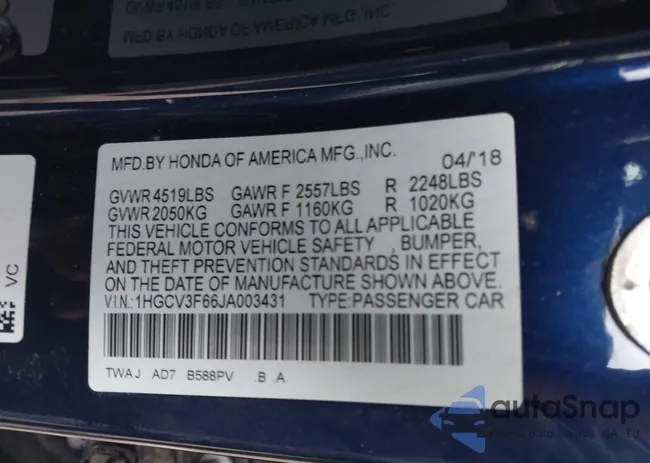 MFD.BY HONDA OF AMERICA MFG.,INC. 04/'18
GVWR 4519LBS GAWR F 2557LBS R 2248LBS
GVWR 2050KG GAWR F 1160KG R 1020KG
THIS VEHICLE CONFORMS TO ALL APPLICABLE
FEDERAL MOTOR VEHICLE SAFETY , BUMPER,
AND THEFT PREVENTION STANDARDS IN EFFECT
ON THE DATE OF MANUFACTURE SHOWN ABOVE.
V.I.N.:1HGCV3F66JA003431 TYPE:PASSENGER CAR
TWAJ AD7 B588PV .B .A
VC
autoSnap